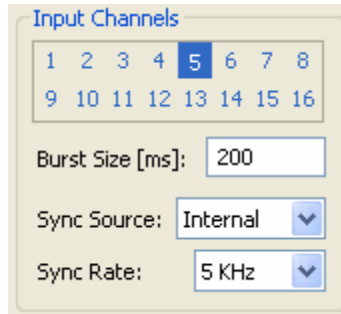 Input Channels
1 2 3 4 5 6 7 8
9 10 11 12 13 14 15 16
Burst Size [ms]: 200
Sync Source: Internal
Sync Rate: 5 KHz